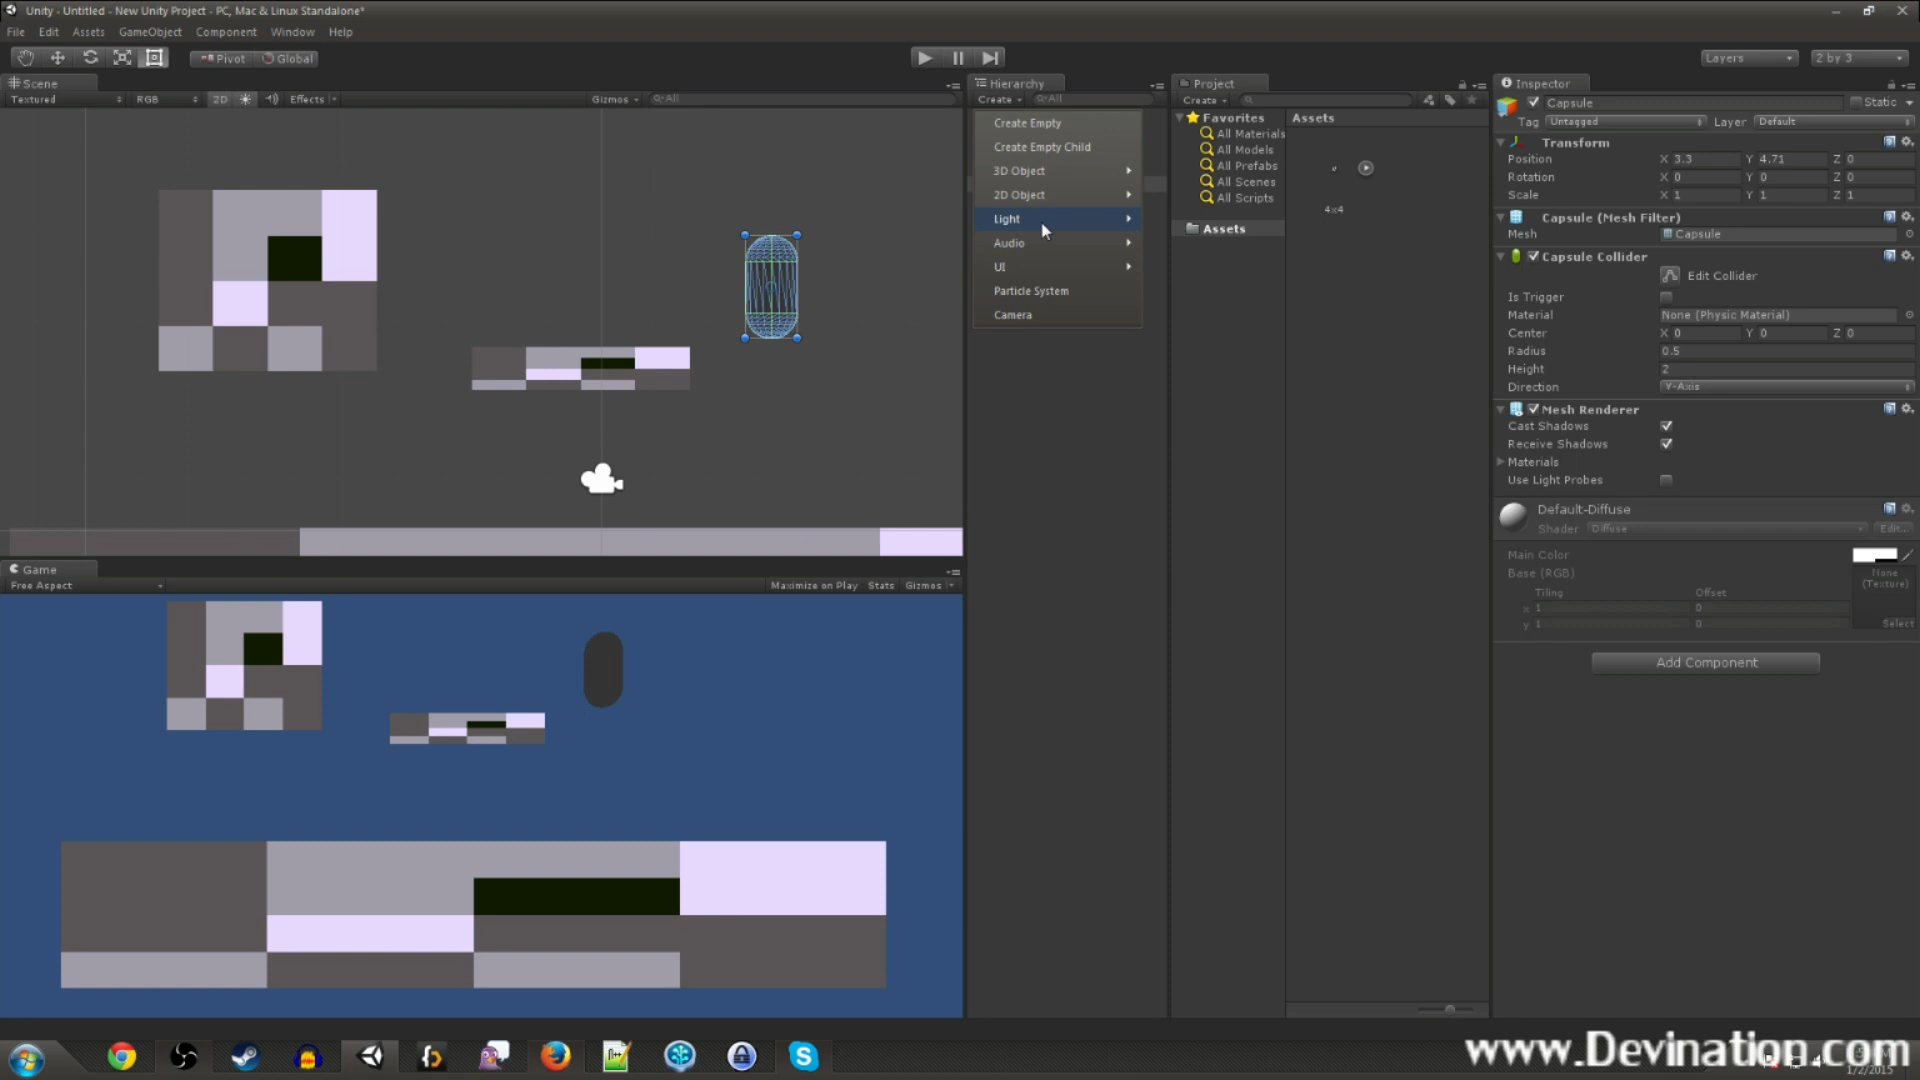 Unity - Untitled - New Unity Project - PC, Mac & Linux Standalone*
File Edit Assets GameObject Component Window Help
Pivot Global
Layers
2 by 3
Scene
Textured RGB 2D Effects Gizmos All
Hierarchy
Create All
Create Empty
Create Empty Child
3D Object
2D Object
Light
Audio
UI
Particle System
Camera
Project
Create
Favorites
All Materials
All Models
All Prefabs
All Scenes
All Scripts
Assets
Assets
4x4
Inspector
Capsule Static
Tag Untagged Layer Default
Transform
Position X 3.3 Y 4.71 Z 0
Rotation X 0 Y 0 Z 0
Scale X 1 Y 1 Z 1
Capsule (Mesh Filter)
Mesh Capsule
Capsule Collider
Edit Collider
Is Trigger
Material None (Physic Material)
Center X 0 Y 0 Z 0
Radius 0.5
Height 2
Direction Y-Axis
Mesh Renderer
Cast Shadows
Receive Shadows
Materials
Use Light Probes
Default-Diffuse
Shader Diffuse Edit...
Main Color
Base (RGB)
None
(Texture)
Tiling Offset
x 1 0
y 1 0
Select
Add Component
Game
Free Aspect Maximize on Play Stats Gizmos
www.Devination.com
1/2/2015